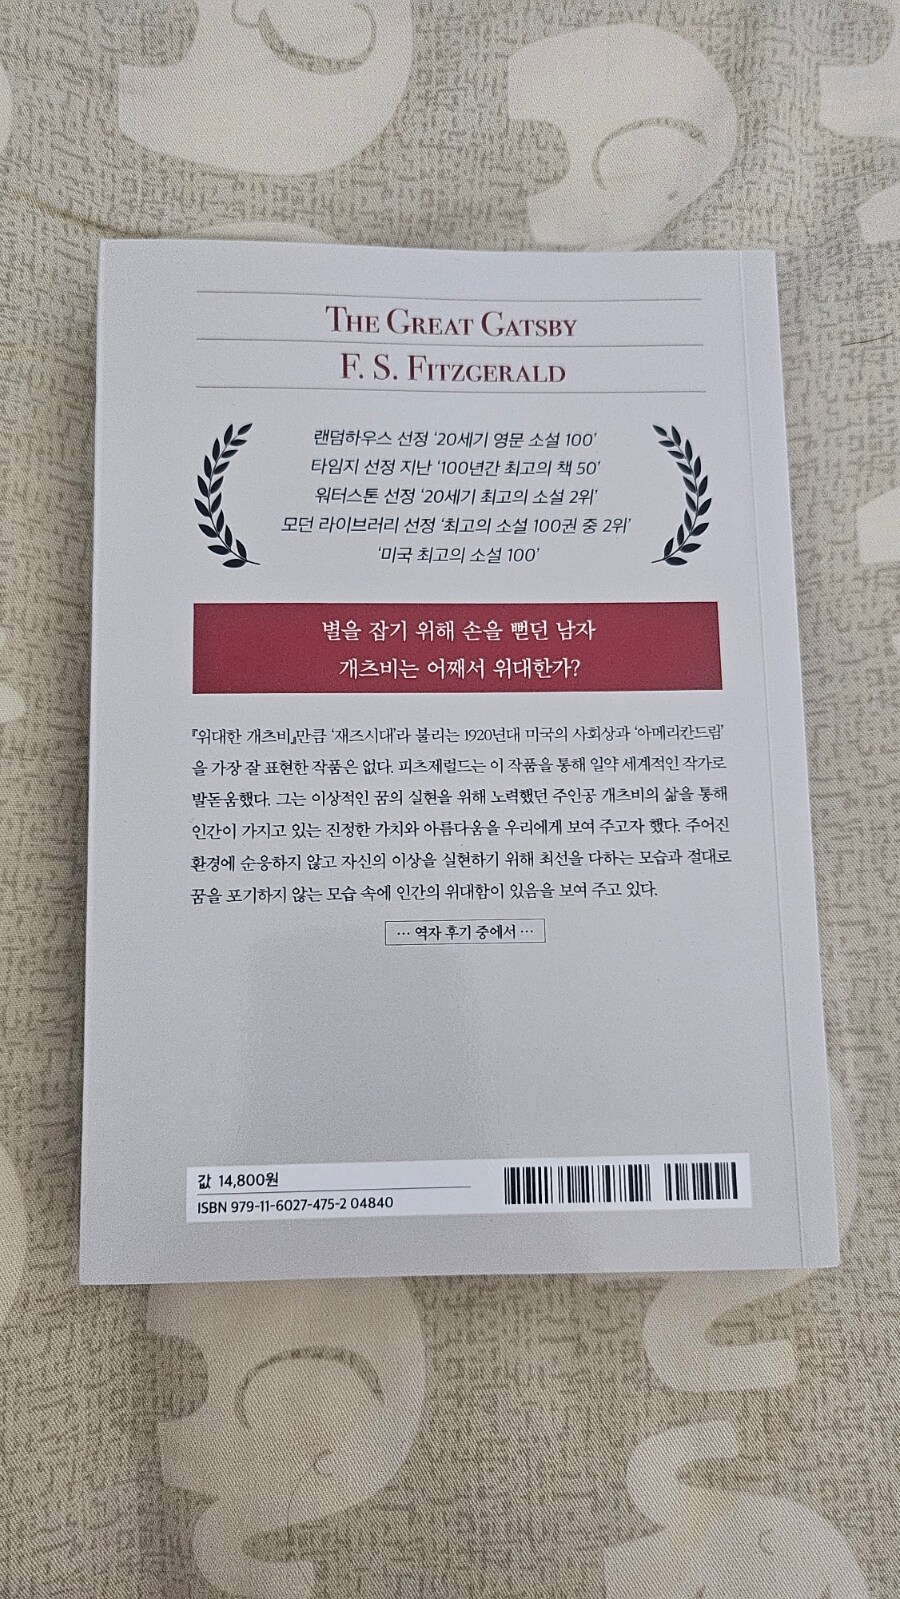 THE GREAT GATSBY
F. S. FITZGERALD
랜덤하우스 선정 ‘20세기 영문 소설 100’
타임지 선정 지난 ‘100년간 최고의 책 50’
워터스톤 선정 ‘20세기 최고의 소설 2위’
모던 라이브러리 선정 ‘최고의 소설 100권 중 2위’
‘미국 최고의 소설 100’
별을 잡기 위해 손을 뻗던 남자
개츠비는 어째서 위대한가?
『위대한 개츠비』만큼 ‘재즈시대’라 불리는 1920년대 미국의 사회상과 ‘아메리칸드림’
을 가장 잘 표현한 작품은 없다. 피츠제럴드는 이 작품을 통해 일약 세계적인 작가로
발돋움했다. 그는 이상적인 꿈의 실현을 위해 노력했던 주인공 개츠비의 삶을 통해
인간이 가지고 있는 진정한 가치와 아름다움을 우리에게 보여 주고자 했다. 주어진
환경에 순응하지 않고 자신의 이상을 실현하기 위해 최선을 다하는 모습과 절대로
꿈을 포기하지 않는 모습 속에 인간의 위대함이 있음을 보여 주고 있다.
… 역자 후기 중에서 …
값 14,800원
ISBN 979-11-6027-475-2 04840